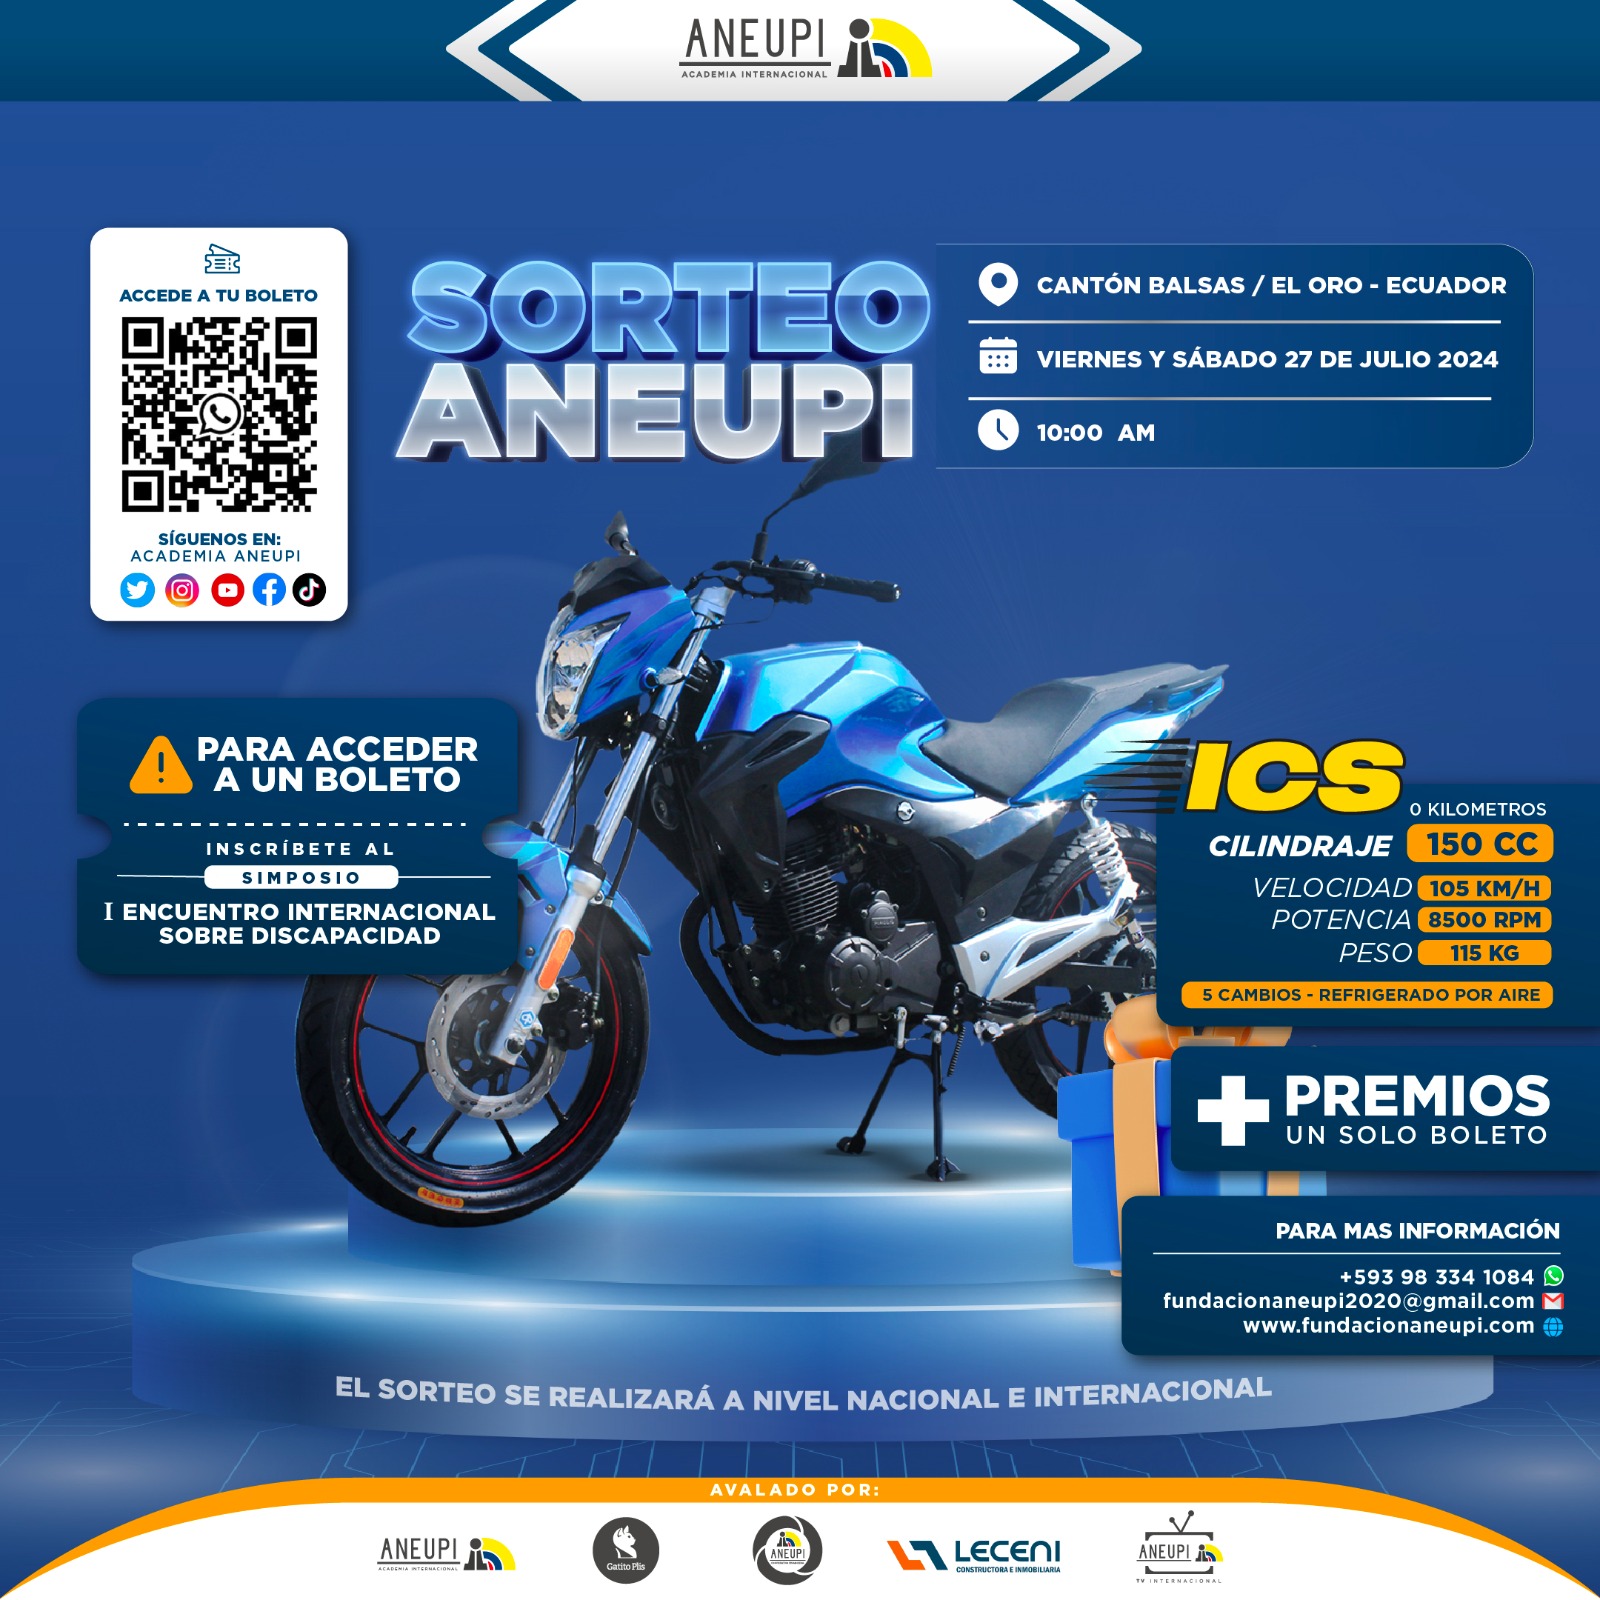 ANEUPI
ACADEMIA INTERNACIONAL
ACCEDE A TU BOLETO
SÍGUENOS EN:
ACADEMIA ANEUPI
SORTEO
ANEUPI
CANTÓN BALSAS / EL ORO - ECUADOR
VIERNES Y SÁBADO 27 DE JULIO 2024
10:00 AM
PARA ACCEDER
A UN BOLETO
INSCRÍBETE AL
SIMPOSIO
I ENCUENTRO INTERNACIONAL
SOBRE DISCAPACIDAD
ICS
0 KILOMETROS
CILINDRAJE 150 CC
VELOCIDAD 105 KM/H
POTENCIA 8500 RPM
PESO 115 KG
5 CAMBIOS - REFRIGERADO POR AIRE
+ PREMIOS
UN SOLO BOLETO
PARA MAS INFORMACIÓN
+593 98 334 1084
fundacionaneupi2020@gmail.com
www.fundacionaneupi.com
EL SORTEO SE REALIZARÁ A NIVEL NACIONAL E INTERNACIONAL
AVALADO POR:
ANEUPI
ACADEMIA INTERNACIONAL
Gatito Plis
ANEUPI
LECENI
CONSTRUCTORA E INMOBILIARIA
ANEUPI
TV INTERNACIONAL